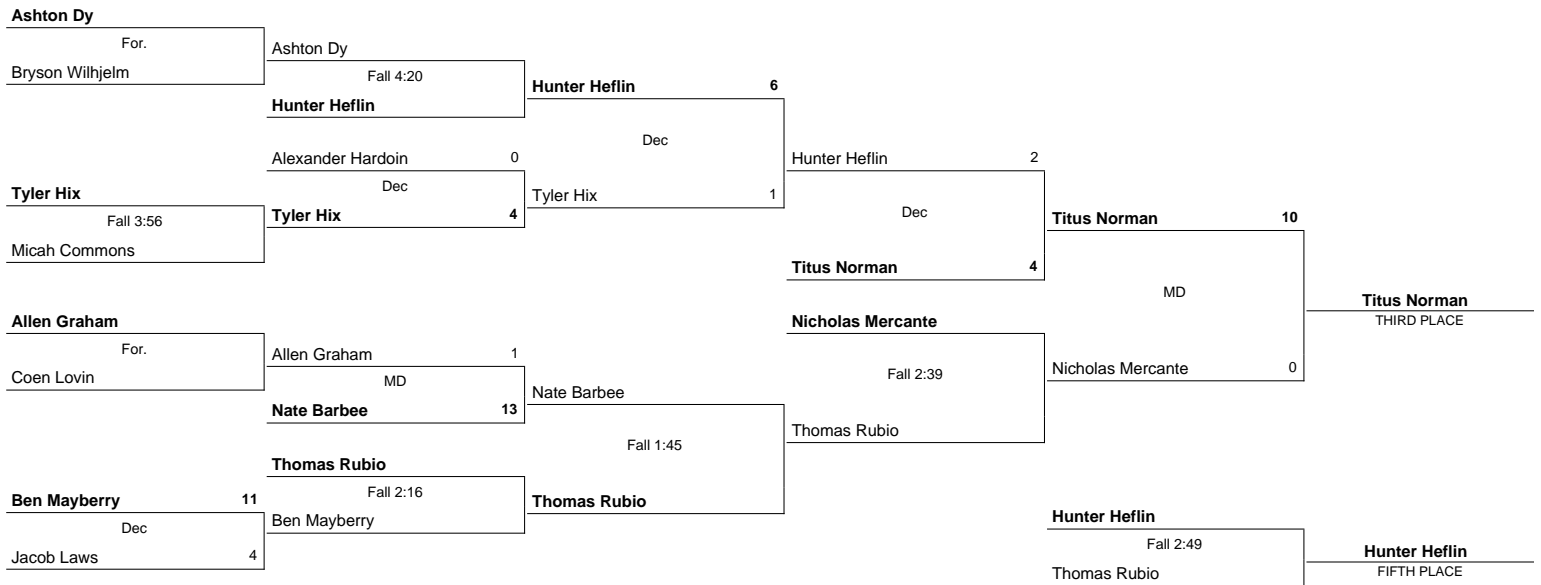 Ashton Dy
For.
Bryson Wilhjelm
Tyler Hix
Fall 3:56
Micah Commons
Allen Graham
For.
Coen Lovin
Ben Mayberry 11
Dec
Jacob Laws 4
Ashton Dy
Fall 4:20
Hunter Heflin
Alexander Hardoin 0
Dec
Tyler Hix 4
Allen Graham 1
MD
Nate Barbee 13
Thomas Rubio
Fall 2:16
Ben Mayberry
Hunter Heflin 6
Dec
Tyler Hix 1
Nate Barbee
Fall 1:45
Thomas Rubio
Hunter Heflin 2
Dec
Titus Norman 4
Nicholas Mercante
Fall 2:39
Thomas Rubio
Titus Norman 10
MD
Nicholas Mercante 0
Titus Norman
THIRD PLACE
Hunter Heflin
Fall 2:49
Thomas Rubio
Hunter Heflin
FIFTH PLACE